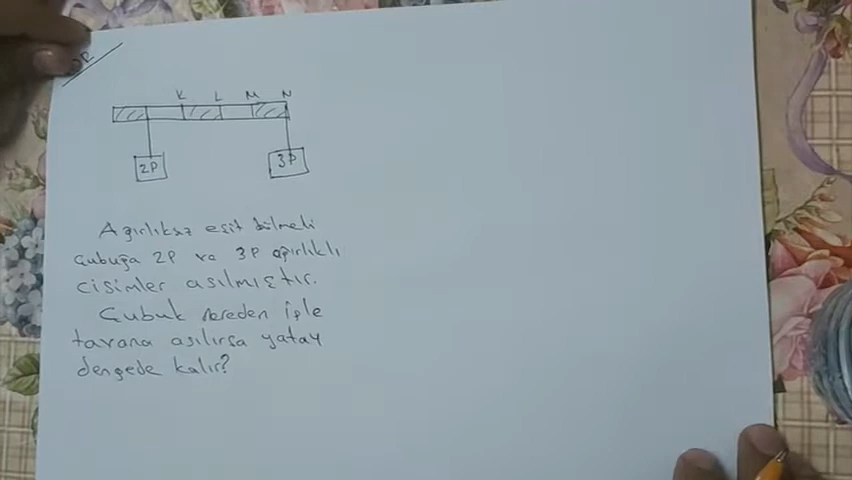 K L M N
2P 3P
Ağırlıksız eşit bölmeli
çubuğa 2P ve 3P ağırlıklı
cisimler asılmıştır.
Çubuk nereden iple
tavana asılırsa yatay
dengede kalır?